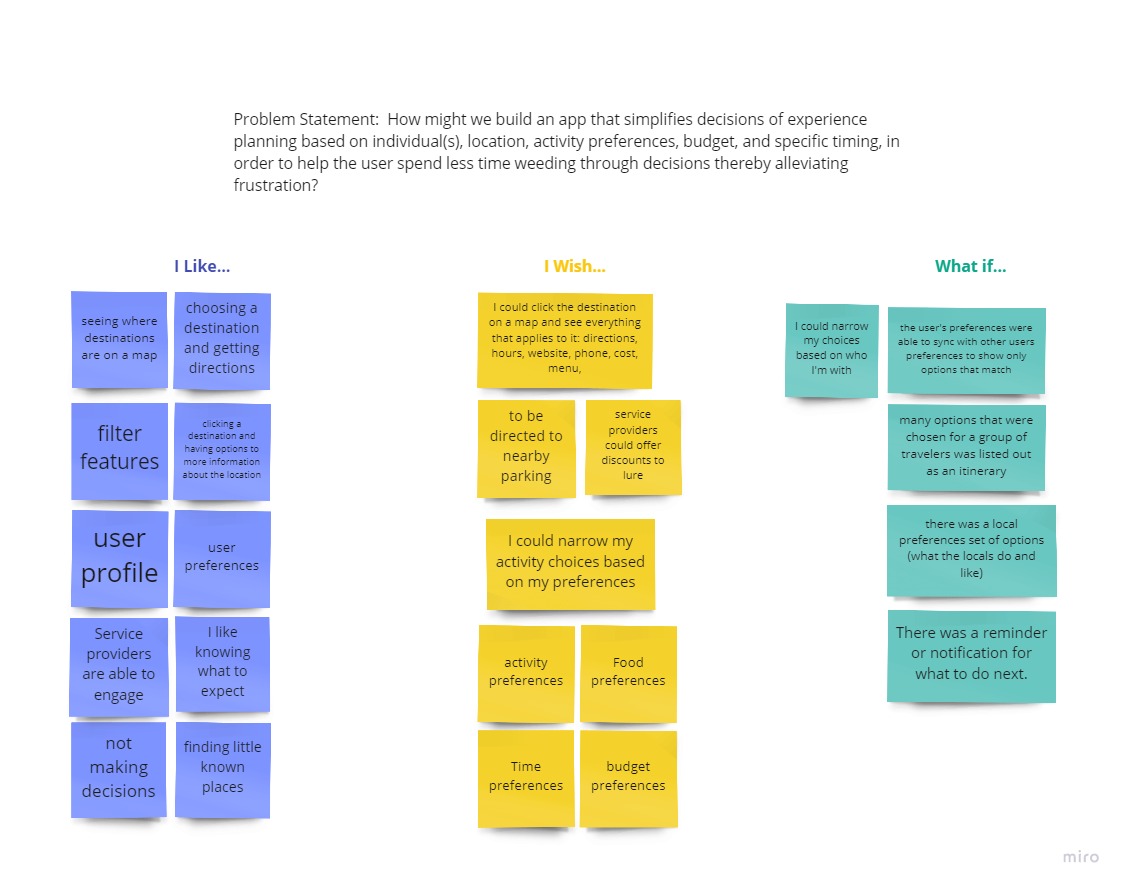 Problem Statement:  How might we build an app that simplifies decisions of experience
planning based on individual(s), location, activity preferences, budget, and specific timing, in
order to help the user spend less time weeding through decisions thereby alleviating
frustration?
I Like...
seeing where
destinations
are on a map
choosing a
destination
and getting
directions
filter
features
clicking a
destination and
having options to
more information
about the location
user
profile
user
preferences
Service
providers
are able to
engage
I like
knowing
what to
expect
not
making
decisions
finding little
known
places
I Wish...
I could click the destination
on a map and see everything
that applies to it: directions,
hours, website, phone, cost,
menu,
to be
directed to
nearby
parking
service
providers
could offer
discounts to
lure
I could narrow my
activity choices based
on my preferences
activity
preferences
Food
preferences
Time
preferences
budget
preferences
What if...
I could narrow
my choices
based on who
I'm with
the user's preferences were
able to sync with other users
preferences to show only
options that match
many options that were
chosen for a group of
travelers was listed out
as an itinerary
there was a local
preferences set of options
(what the locals do and
like)
There was a reminder
or notification for
what to do next.
miro